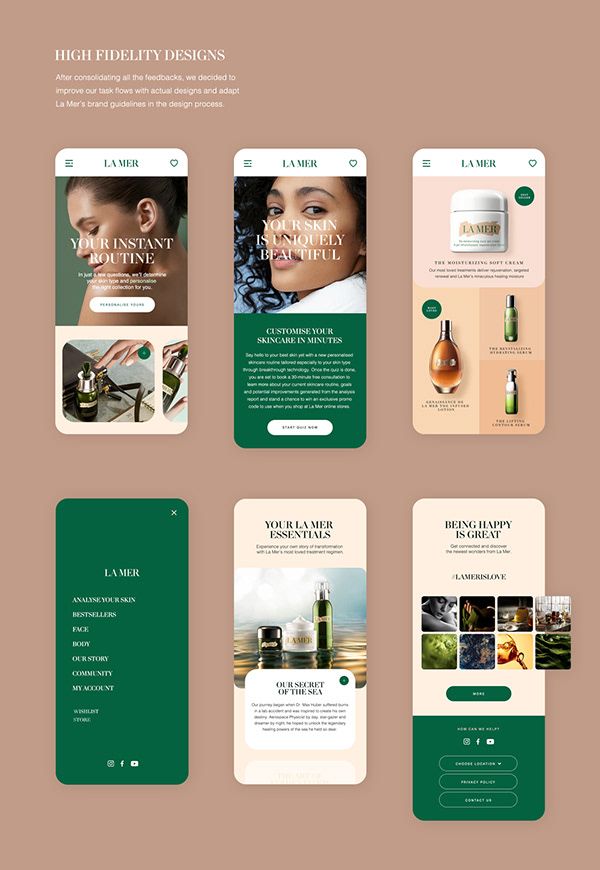 HIGH FIDELITY DESIGNS
After consolidating all the feedbacks, we decided to
improve our task flows with actual designs and adapt
La Mer's brand guidelines in the design process.
LA MER
YOUR INSTANT
ROUTINE
In just a few questions, we'll determine
your skin type and personalise
the right collection for you.
PERSONALISE YOURS
LA MER
YOUR SKIN
IS UNIQUELY
BEAUTIFUL
CUSTOMISE YOUR
SKINCARE IN MINUTES
Say hello to your best skin yet with a new personalised
skincare routine tailored especially to your skin type
through breakthrough technology. Once the quiz is done,
you are set to book a 30-minute free consultation to
learn more about your current skincare routine, goals
and potential improvements generated from the analysis
report and stand a chance to win an exclusive promo
code to use when you shop at La Mer online stores.
START QUIZ NOW
LA MER
BEST
SELLER
LA MER
THE MOISTURIZING SOFT CREAM
Our most loved treatments deliver rejuvenation, targeted
renewal and La Mer's miraculous healing moisture
MOST
LOVED
THE REVITALIZING
HYDRATING SERUM
RENAISSANCE DE
LA MER THE INFUSED
LOTION
THE LIFTING
CONTOUR SERUM
LA MER
ANALYSE YOUR SKIN
BESTSELLERS
FACE
BODY
OUR STORY
COMMUNITY
MY ACCOUNT
WISHLIST
STORE
YOUR LA MER
ESSENTIALS
Experience your own story of transformation
with La Mer's most loved treatment regimen.
LA MER
OUR SECRET
OF THE SEA
Our journey began when Dr. Max Huber suffered burns
in a lab accident and was inspired to create his own
destiny. Aerospace Physicist by day, star-gazer and
dreamer by night, he hoped to unlock the legendary
healing powers of the sea he held so dear.
BEING HAPPY
IS GREAT
Get connected and discover
the newest wonders from La Mer.
#LAMERISLOVE
MORE
HOW CAN WE HELP?
CHOOSE LOCATION
PRIVACY POLICY
CONTACT US